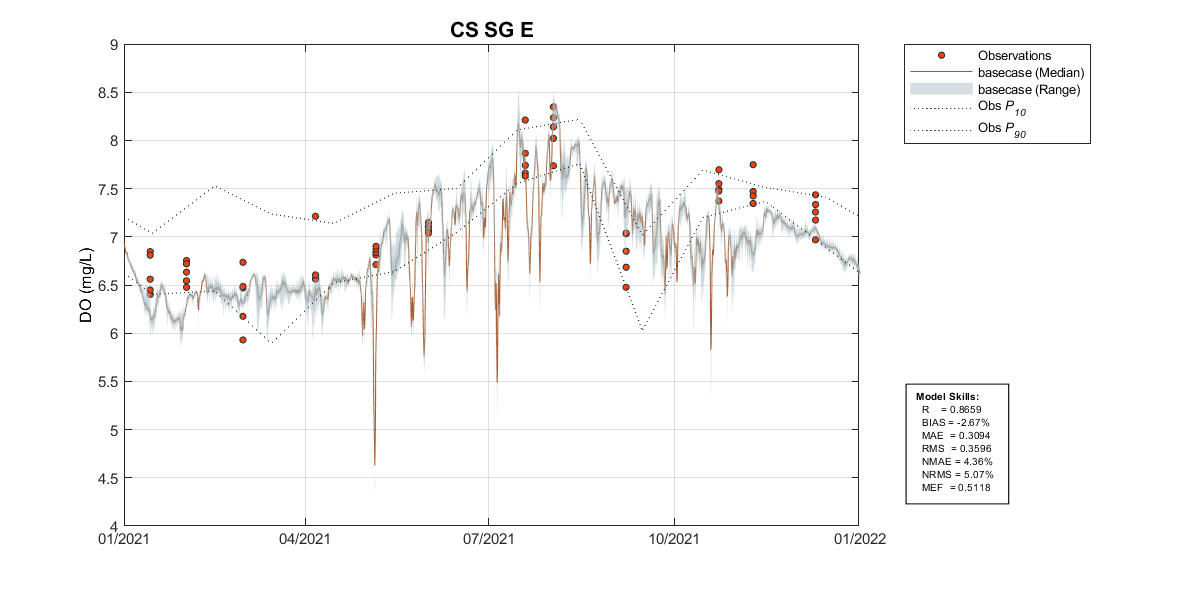 CS SG E
9
8.5
8
7.5
7
6.5
6
5.5
5
4.5
4
DO (mg/L)
01/2021
04/2021
07/2021
10/2021
01/2022
Observations
basecase (Median)
basecase (Range)
Obs P10
Obs P90
Model Skills:
R = 0.8659
BIAS = -2.67%
MAE = 0.3094
RMS = 0.3596
NMAE = 4.36%
NRMS = 5.07%
MEF = 0.5118